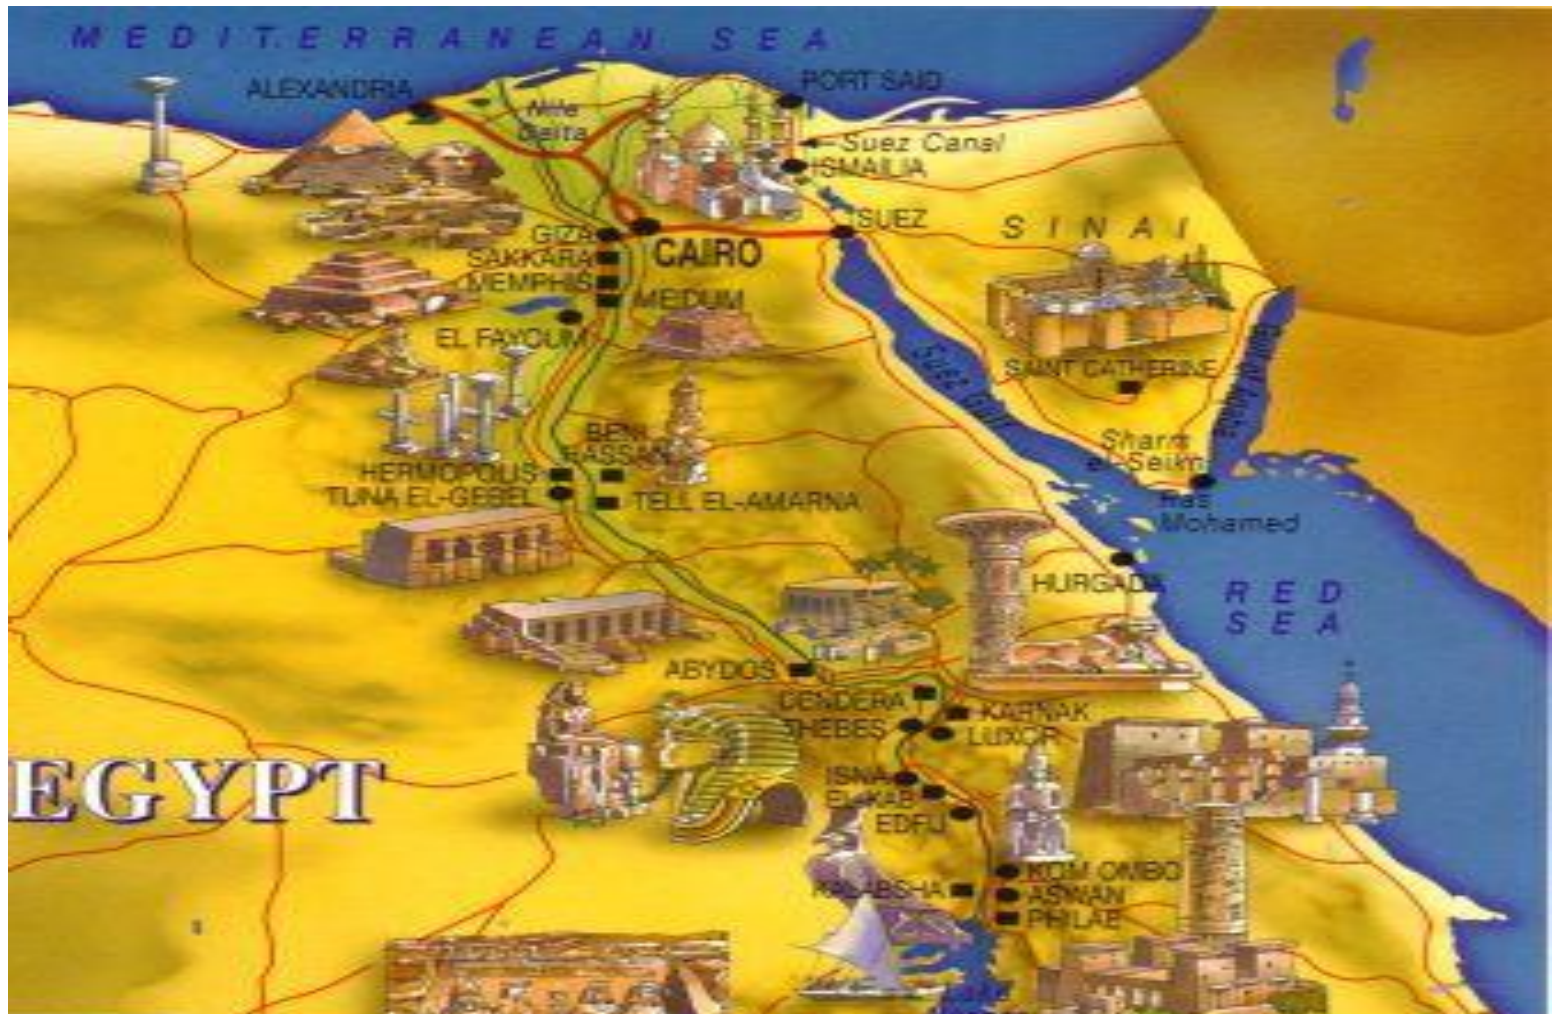 MEDITERRANEAN SEA
ALEXANDRIA
PORT SAID
Nile
Delta
Suez Canal
ISMAILIA
SUEZ
SINAI
GIZA
CAIRO
SAKKARA
MEMPHIS
MEIDUM
EL FAYOUM
Suez Gulf
SAINT CATHERINE
BENI
HASSAN
Sharm
el-Seikh
HERMOPOLIS
TUNA EL-GEBEL
TELL EL-AMARNA
Ras
Mohamed
HURGADA
RED
SEA
ABYDOS
DENDERA
KARNAK
THEBES
LUXOR
EGYPT
ISNA
EL-KAB
EDFU
KOM OMBO
KALABSHA
ASWAN
PHILAE